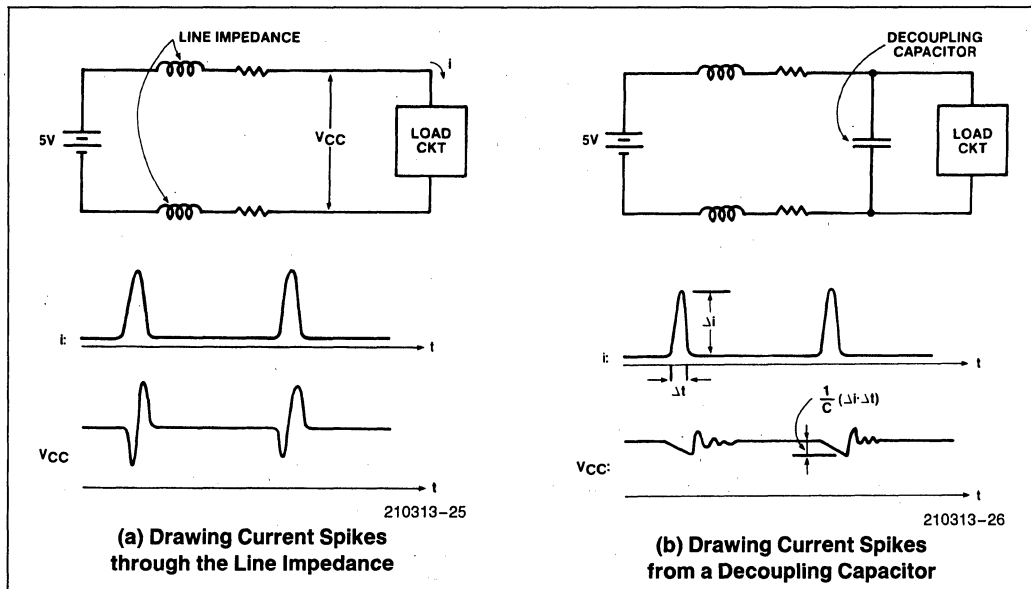 LINE IMPEDANCE
i
5V
VCC
LOAD
CKT
i:
t
VCC
t
210313-25
(a) Drawing Current Spikes
through the Line Impedance
DECOUPLING
CAPACITOR
5V
LOAD
CKT
Δi
i:
t
Δt
1/C (Δi·Δt)
VCC:
t
210313-26
(b) Drawing Current Spikes
from a Decoupling Capacitor